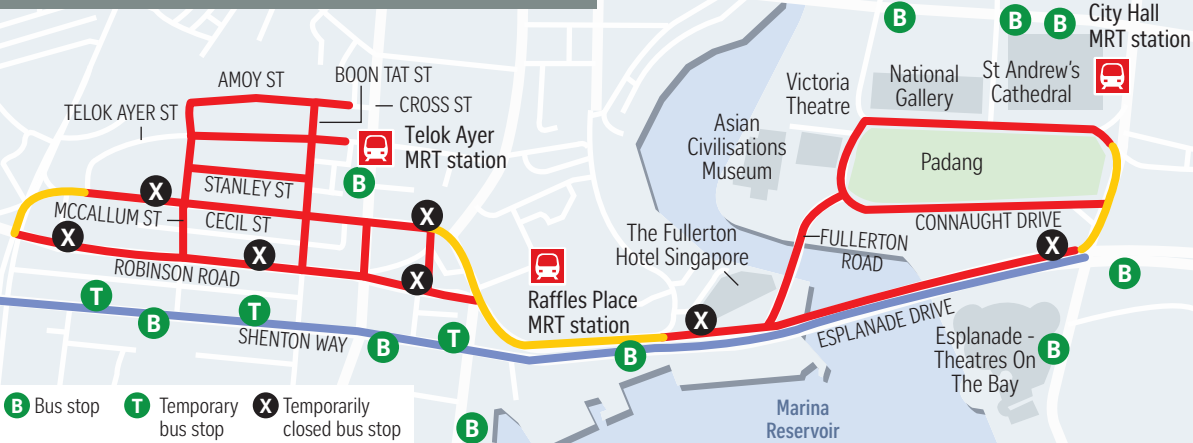 B
B
B
City Hall
MRT station
AMOY ST
BOON TAT ST
CROSS ST
TELOK AYER ST
Telok Ayer
MRT station
B
STANLEY ST
X
MCCALLUM ST
CECIL ST
X
X
X
X
ROBINSON ROAD
T
B
T
SHENTON WAY
B
T
Victoria
Theatre
National
Gallery
St Andrew's
Cathedral
Asian
Civilisations
Museum
Padang
CONNAUGHT DRIVE
The Fullerton
Hotel Singapore
FULLERTON
ROAD
X
B
Raffles Place
MRT station
X
B
ESPLANADE DRIVE
Esplanade -
Theatres On
The Bay
B
Marina
Reservoir
B
B Bus stop
T Temporary
bus stop
X Temporarily
closed bus stop